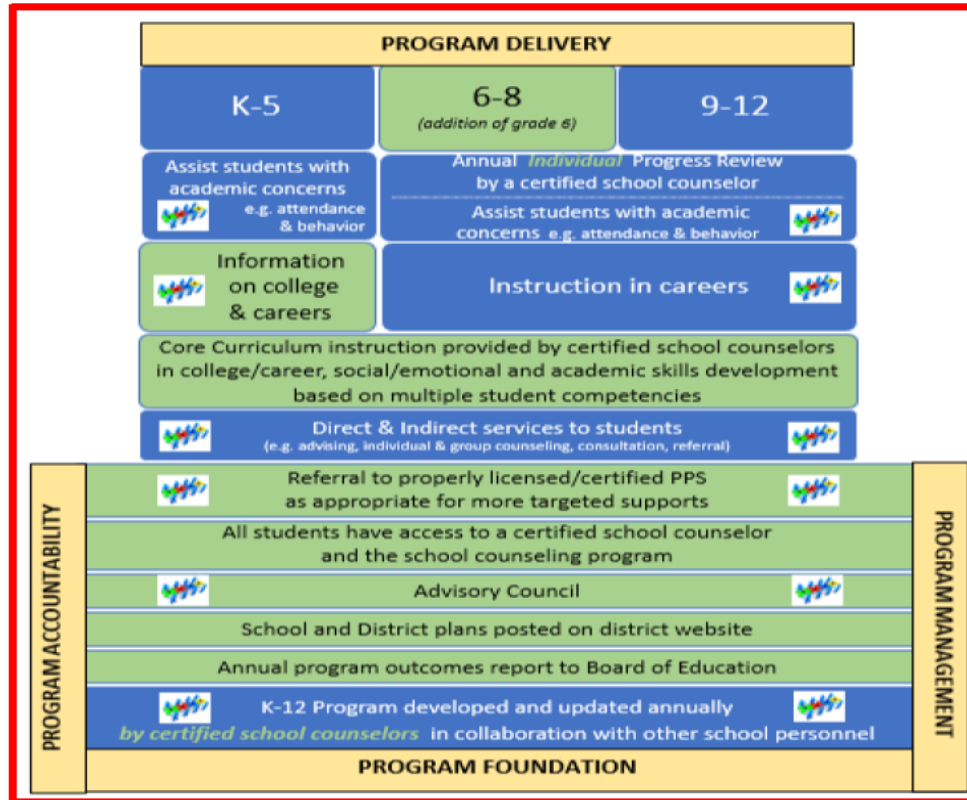 PROGRAM DELIVERY
K-5
6-8
(addition of grade 6)
9-12
Assist students with
academic concerns
e.g. attendance
& behavior
Annual Individual Progress Review
by a certified school counselor
Assist students with academic
concerns e.g. attendance & behavior
Information
on college
& careers
Instruction in careers
Core Curriculum instruction provided by certified school counselors
in college/career, social/emotional and academic skills development
based on multiple student competencies
Direct & Indirect services to students
(e.g. advising, individual & group counseling, consultation, referral)
PROGRAM ACCOUNTABILITY
Referral to properly licensed/certified PPS
as appropriate for more targeted supports
All students have access to a certified school counselor
and the school counseling program
Advisory Council
School and District plans posted on district website
Annual program outcomes report to Board of Education
K-12 Program developed and updated annually
by certified school counselors in collaboration with other school personnel
PROGRAM MANAGEMENT
PROGRAM FOUNDATION